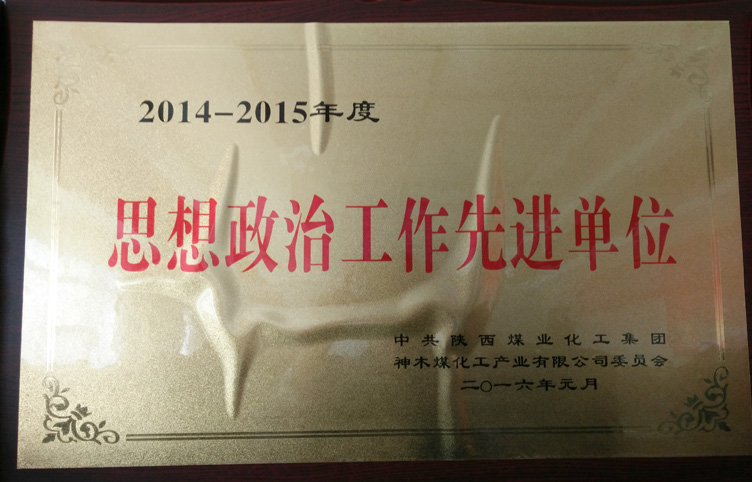 2014-2015年度
思想政治工作先进单位
中共陕西煤业化工集团
神木煤化工产业有限公司委员会
二〇一六年元月